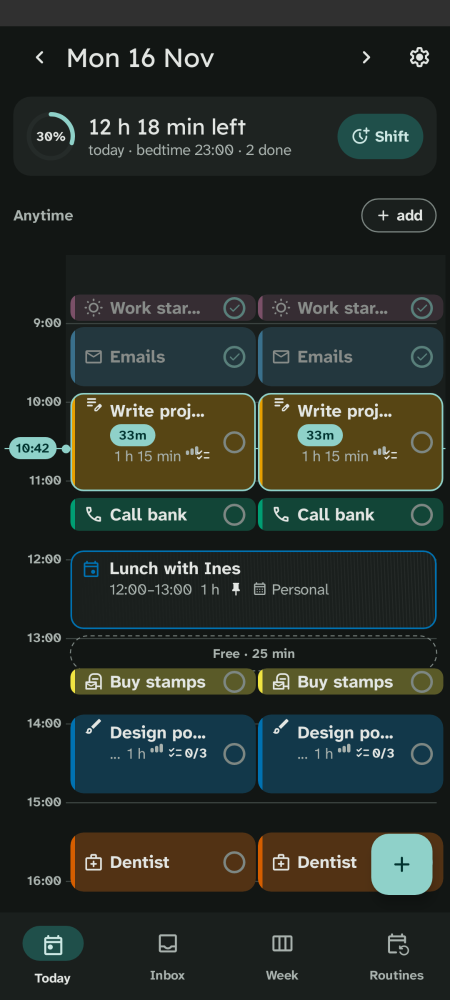 Mon 16 Nov
30%
12 h 18 min left
today · bedtime 23:00 · 2 done
Shift
Anytime
+ add
Work star... Work star...
9:00
Emails Emails
10:00
Write proj... Write proj...
33m 33m
10:42
1 h 15 min 1 h 15 min
11:00
Call bank Call bank
12:00
Lunch with Ines
12:00–13:00 1 h Personal
13:00
Free · 25 min
Buy stamps Buy stamps
14:00
Design po... Design po...
... 1 h 0/3 ... 1 h 0/3
15:00
Dentist Dentist
+
16:00
Today Inbox Week Routines